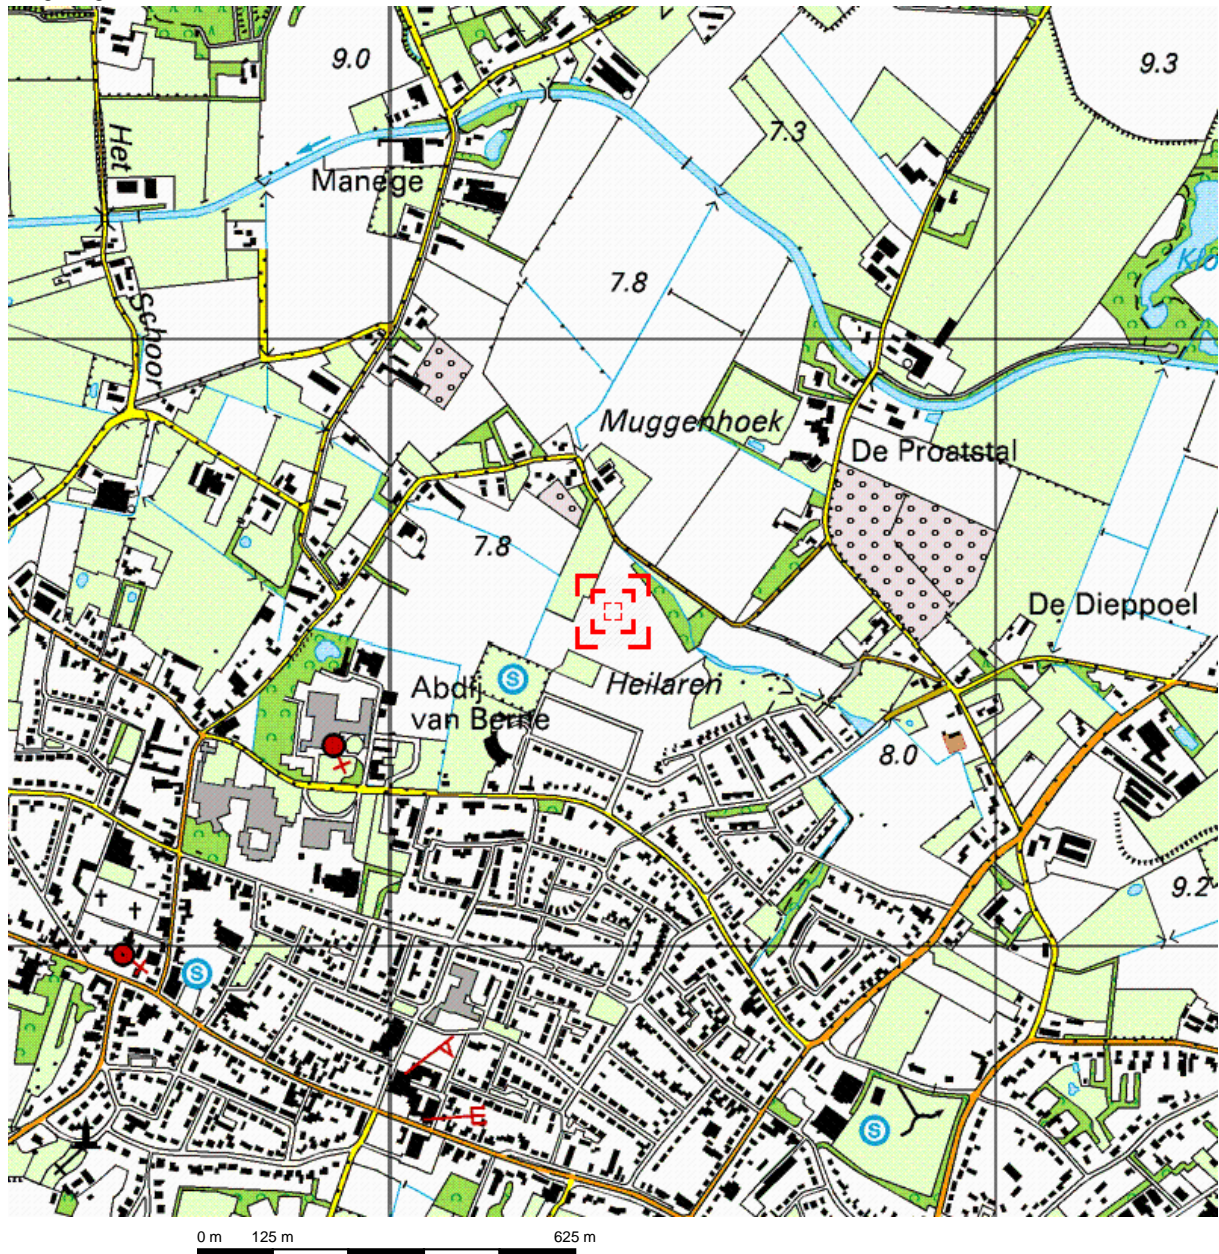 9.0
9.3
Het
7.3
Manege
Klo
7.8
Schoor
Muggenhoek
De Proatstal
7.8
De Dieppoel
Heilaren
Abdij
van Berne
S
8.0
9.2
S
A
E
S
0 m 125 m 625 m